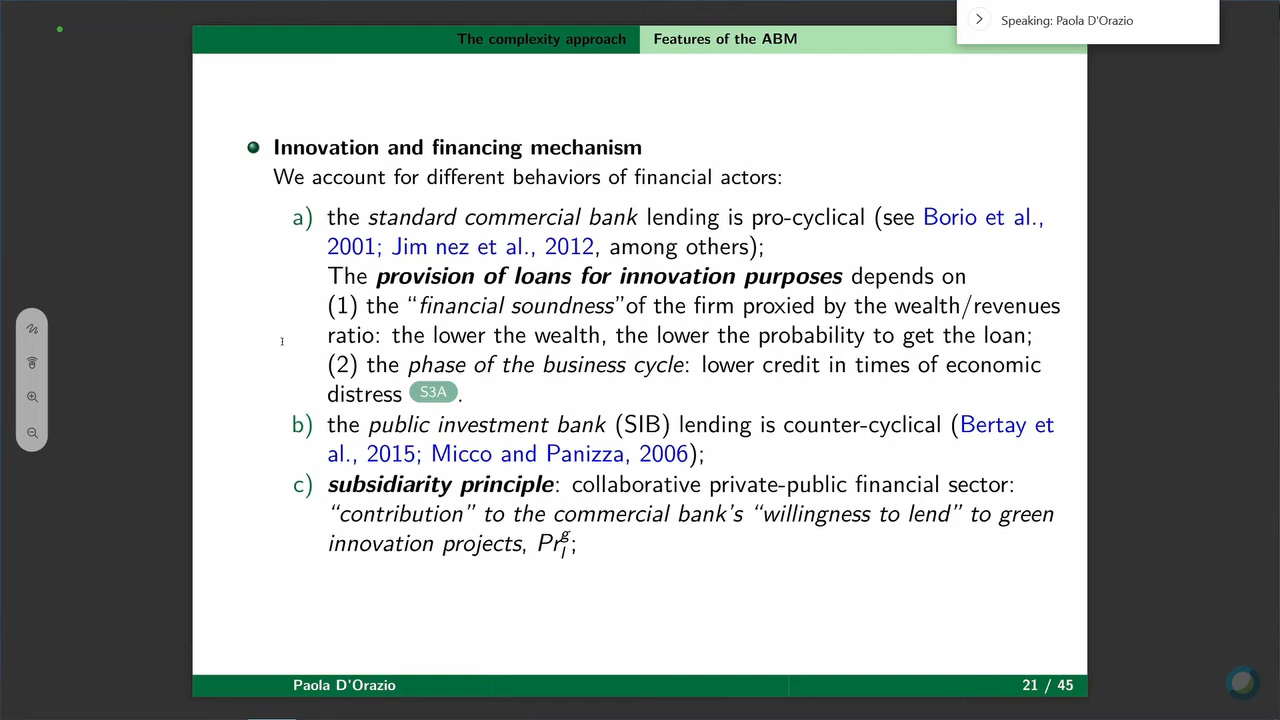 Speaking: Paola D'Orazio
The complexity approach
Features of the ABM
Innovation and financing mechanism
We account for different behaviors of financial actors:
a) the standard commercial bank lending is pro-cyclical (see Borio et al.,
2001; Jim nez et al., 2012, among others);
The provision of loans for innovation purposes depends on
(1) the “financial soundness”of the firm proxied by the wealth/revenues
ratio: the lower the wealth, the lower the probability to get the loan;
(2) the phase of the business cycle: lower credit in times of economic
distress S3A .
b) the public investment bank (SIB) lending is counter-cyclical (Bertay et
al., 2015; Micco and Panizza, 2006);
c) subsidiarity principle: collaborative private-public financial sector:
“contribution” to the commercial bank's “willingness to lend” to green
innovation projects, Pr_l^g;
Paola D'Orazio
21 / 45